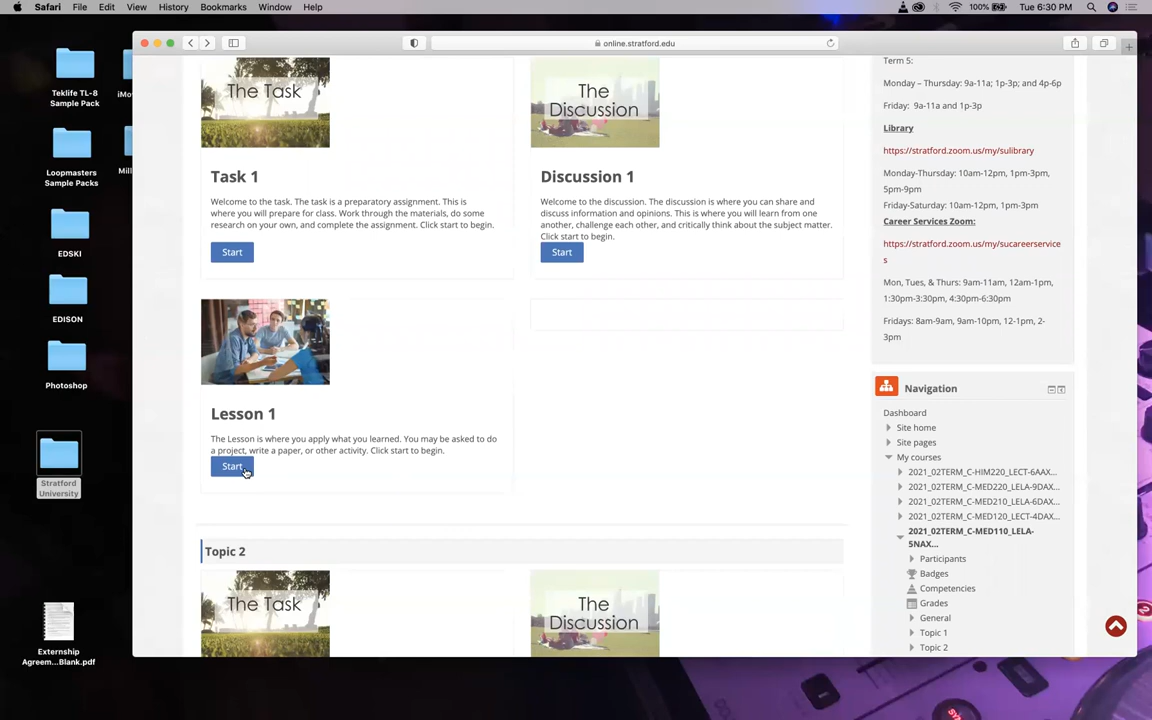 Safari File Edit View History Bookmarks Window Help
100% Tue 6:30 PM
online.stratford.edu
Teklife TL-8
Sample Pack
iMo
Loopmasters
Sample Packs
Mill
EDSKI
EDISON
Photoshop
Stratford
University
Externship
Agrem...Blank.pdf
The Task
Task 1
Welcome to the task. The task is a preparatory assignment. This is
where you will prepare for class. Work through the materials, do some
research on your own, and complete the assignment. Click start to begin.
Start
The
Discussion
Discussion 1
Welcome to the discussion. The discussion is where you can share and
discuss information and opinions. This is where you will learn from one
another, challenge each other, and critically think about the subject matter.
Click start to begin.
Start
Lesson 1
The Lesson is where you apply what you learned. You may be asked to do
a project, write a paper, or other activity. Click start to begin.
Start
Topic 2
The Task
The
Discussion
Term 5:
Monday – Thursday: 9a-11a; 1p-3p; and 4p-6p
Friday: 9a-11a and 1p-3p
Library
https://stratford.zoom.us/my/sulibrary
Monday-Thursday: 10am-12pm, 1pm-3pm,
5pm-9pm
Friday-Saturday: 10am-12pm, 1pm-3pm
Career Services Zoom:
https://stratford.zoom.us/my/sucareerservice
s
Mon, Tues, & Thurs: 9am-11am, 12am-1pm,
1:30pm-3:30pm, 4:30pm-6:30pm
Fridays: 8am-9am, 9am-10pm, 12-1pm, 2-
3pm
Navigation
Dashboard
Site home
Site pages
My courses
2021_02TERM_C-HIM220_LECT-6AAX...
2021_02TERM_C-MED220_LELA-9DAX...
2021_02TERM_C-MED210_LELA-6DAX...
2021_02TERM_C-MED120_LECT-4DAX...
2021_02TERM_C-MED110_LELA-
5NAX...
Participants
Badges
Competencies
Grades
General
Topic 1
Topic 2